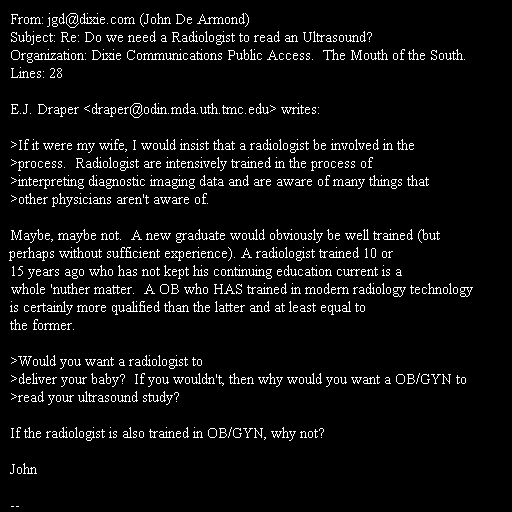 From: jgd@dixie.com (John De Armond)
Subject: Re: Do we need a Radiologist to read an Ultrasound?
Organization: Dixie Communications Public Access.  The Mouth of the South.
Lines: 28

E.J. Draper <draper@odin.mda.uth.tmc.edu> writes:

>If it were my wife, I would insist that a radiologist be involved in the
>process.  Radiologist are intensively trained in the process of
>interpreting diagnostic imaging data and are aware of many things that
>other physicians aren't aware of.

Maybe, maybe not.  A new graduate would obviously be well trained (but
perhaps without sufficient experience). A radiologist trained 10 or
15 years ago who has not kept his continuing education current is a
whole 'nuther matter.  A OB who HAS trained in modern radiology technology
is certainly more qualified than the latter and at least equal to
the former.

>Would you want a radiologist to
>deliver your baby?  If you wouldn't, then why would you want a OB/GYN to
>read your ultrasound study?

If the radiologist is also trained in OB/GYN, why not?

John

--